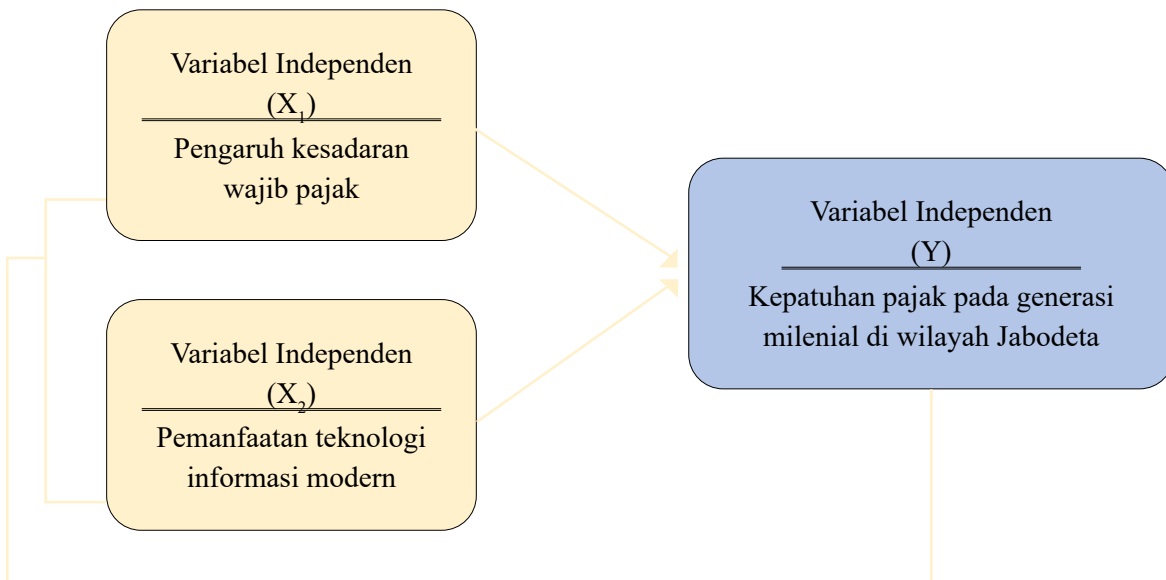 Variabel Independen
(X₁)
Pengaruh kesadaran
wajib pajak
Variabel Independen
(X₂)
Pemanfaatan teknologi
informasi modern
Variabel Independen
(Y)
Kepatuhan pajak pada generasi
milenial di wilayah Jabodeta